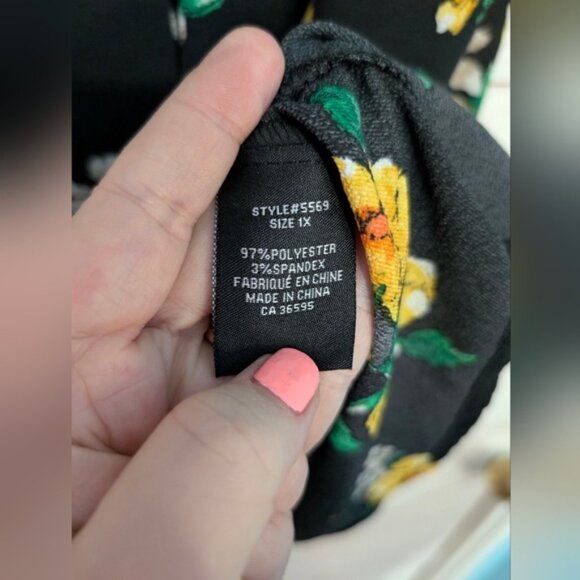 STYLE#5569
SIZE 1X
97%POLYESTER
3%SPANDEX
FABRIQUÉ EN CHINE
MADE IN CHINA
CA 36595